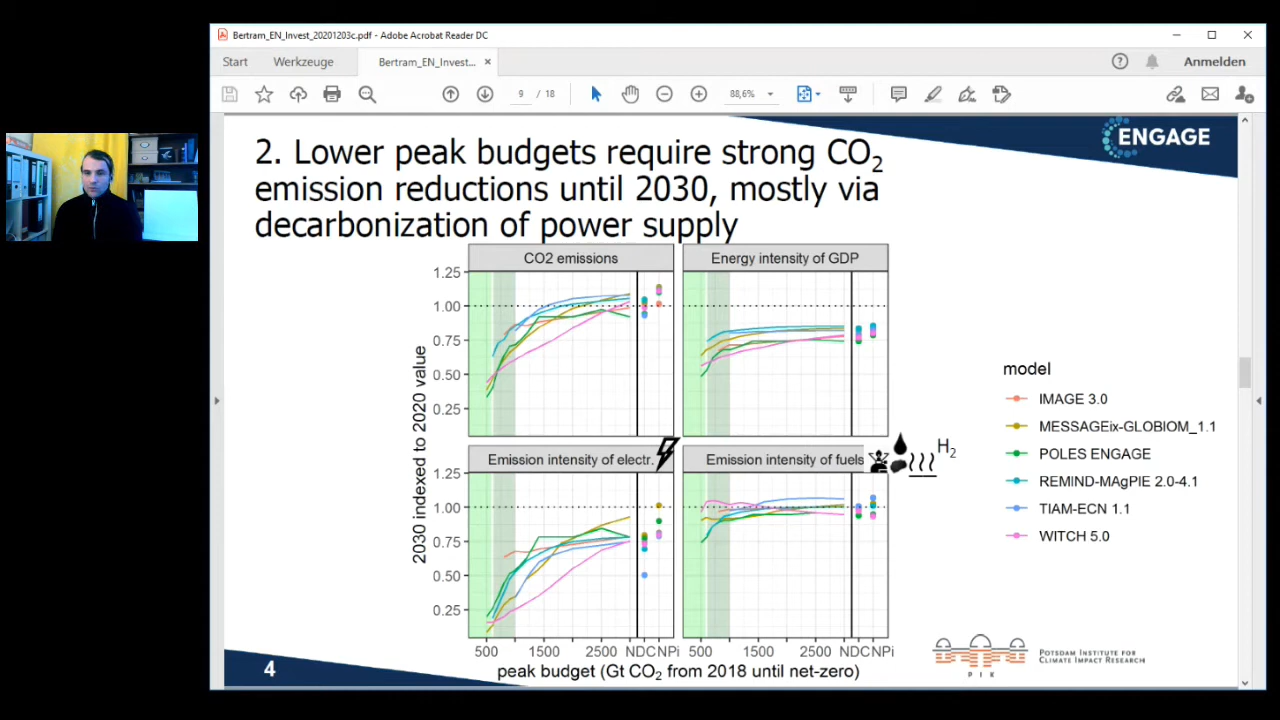 Bertram_EN_Invest_20201203c.pdf - Adobe Acrobat Reader DC
Start Werkzeuge Bertram_EN_Invest... × Anmelden
9 / 18 88,6%
ENGAGE
2. Lower peak budgets require strong CO2
emission reductions until 2030, mostly via
decarbonization of power supply
2030 indexed to 2020 value
CO2 emissions Energy intensity of GDP
1.25
1.00
0.75
0.50
0.25
Emission intensity of electr. Emission intensity of fuels H2
1.25
1.00
0.75
0.50
0.25
500 1500 2500 NDC NPi 500 1500 2500 NDC NPi
peak budget (Gt CO2 from 2018 until net-zero)
model
IMAGE 3.0
MESSAGEix-GLOBIOM_1.1
POLES ENGAGE
REMIND-MAgPIE 2.0-4.1
TIAM-ECN 1.1
WITCH 5.0
4
PIK
POTSDAM INSTITUTE FOR
CLIMATE IMPACT RESEARCH